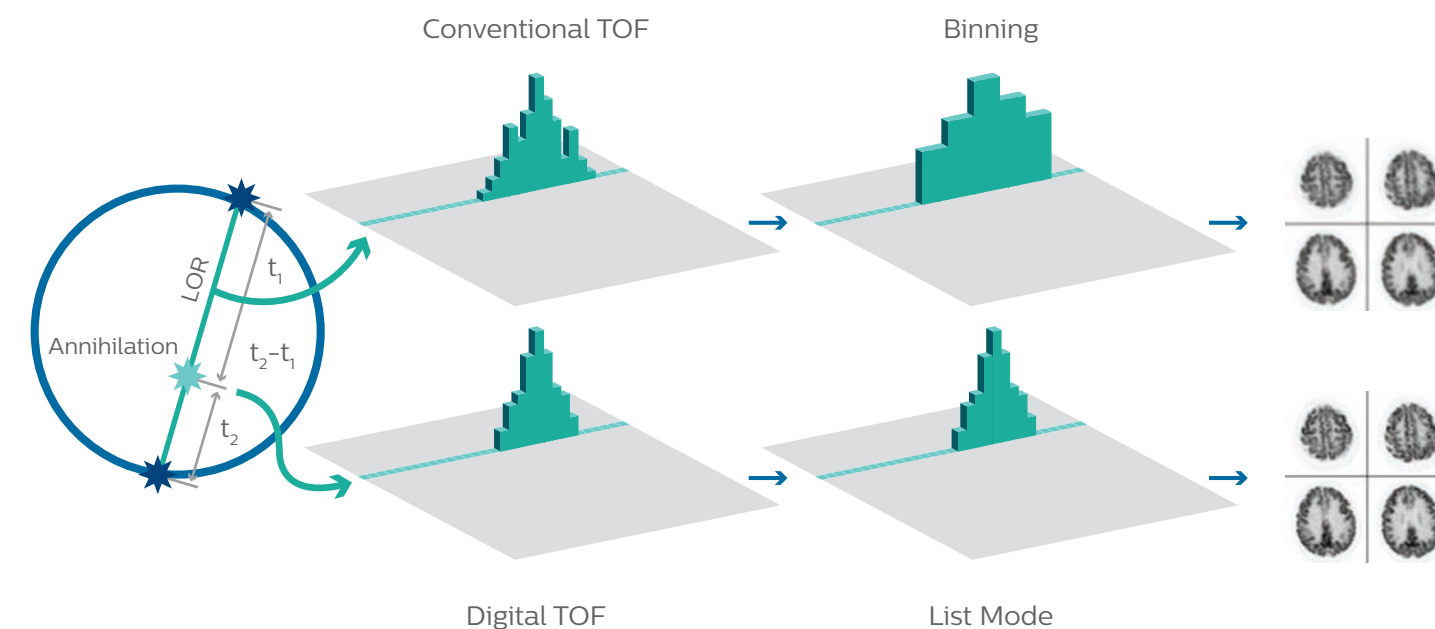 Conventional TOF
Binning
LOR
t₁
Annihilation
t₂-t₁
t₂
Digital TOF
List Mode